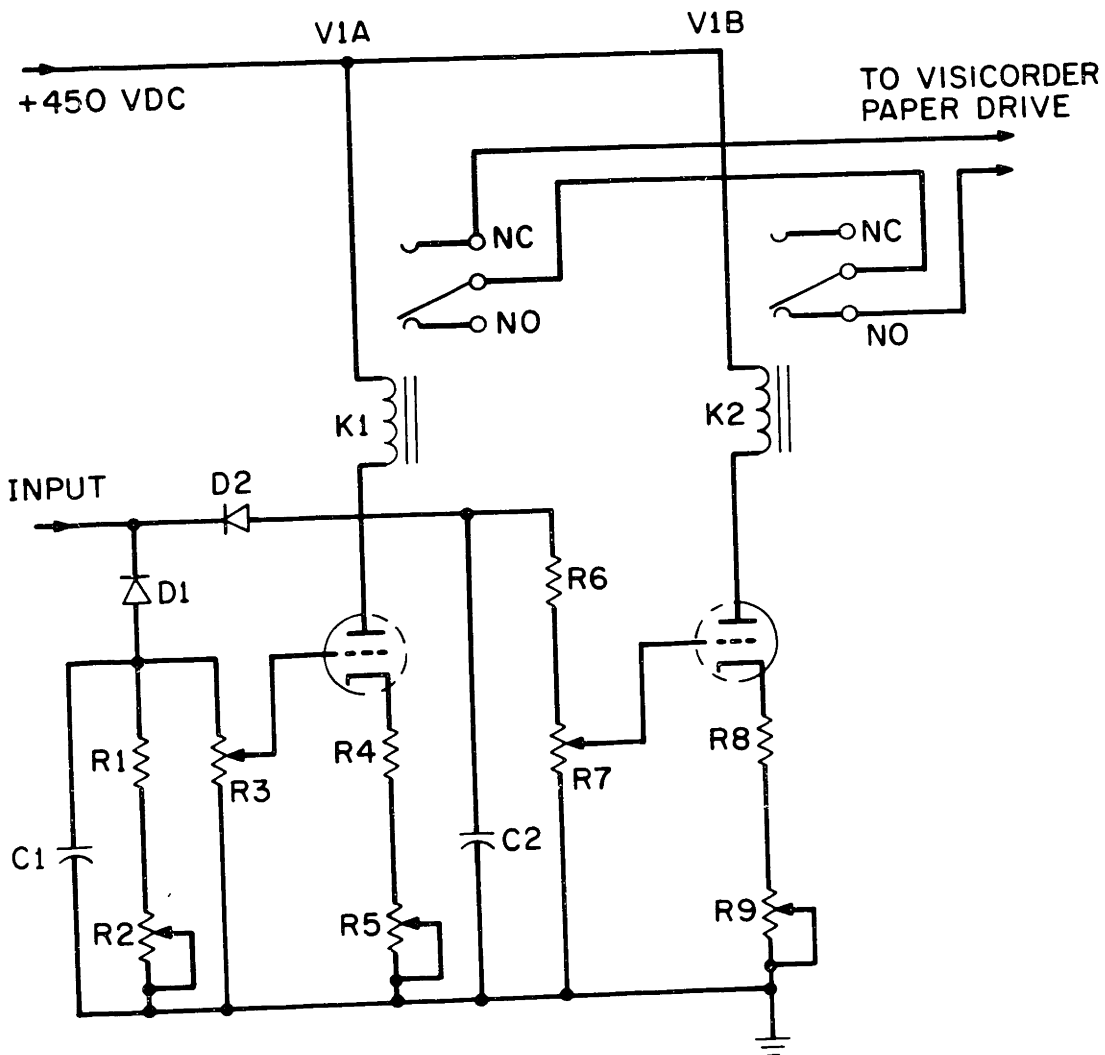 V1A
V1B
+450 VDC
TO VISICORDER
PAPER DRIVE
NC
NO
NC
NO
K1
K2
INPUT
D2
D1
R6
R1
R3
R4
R7
R8
C1
C2
R2
R5
R9